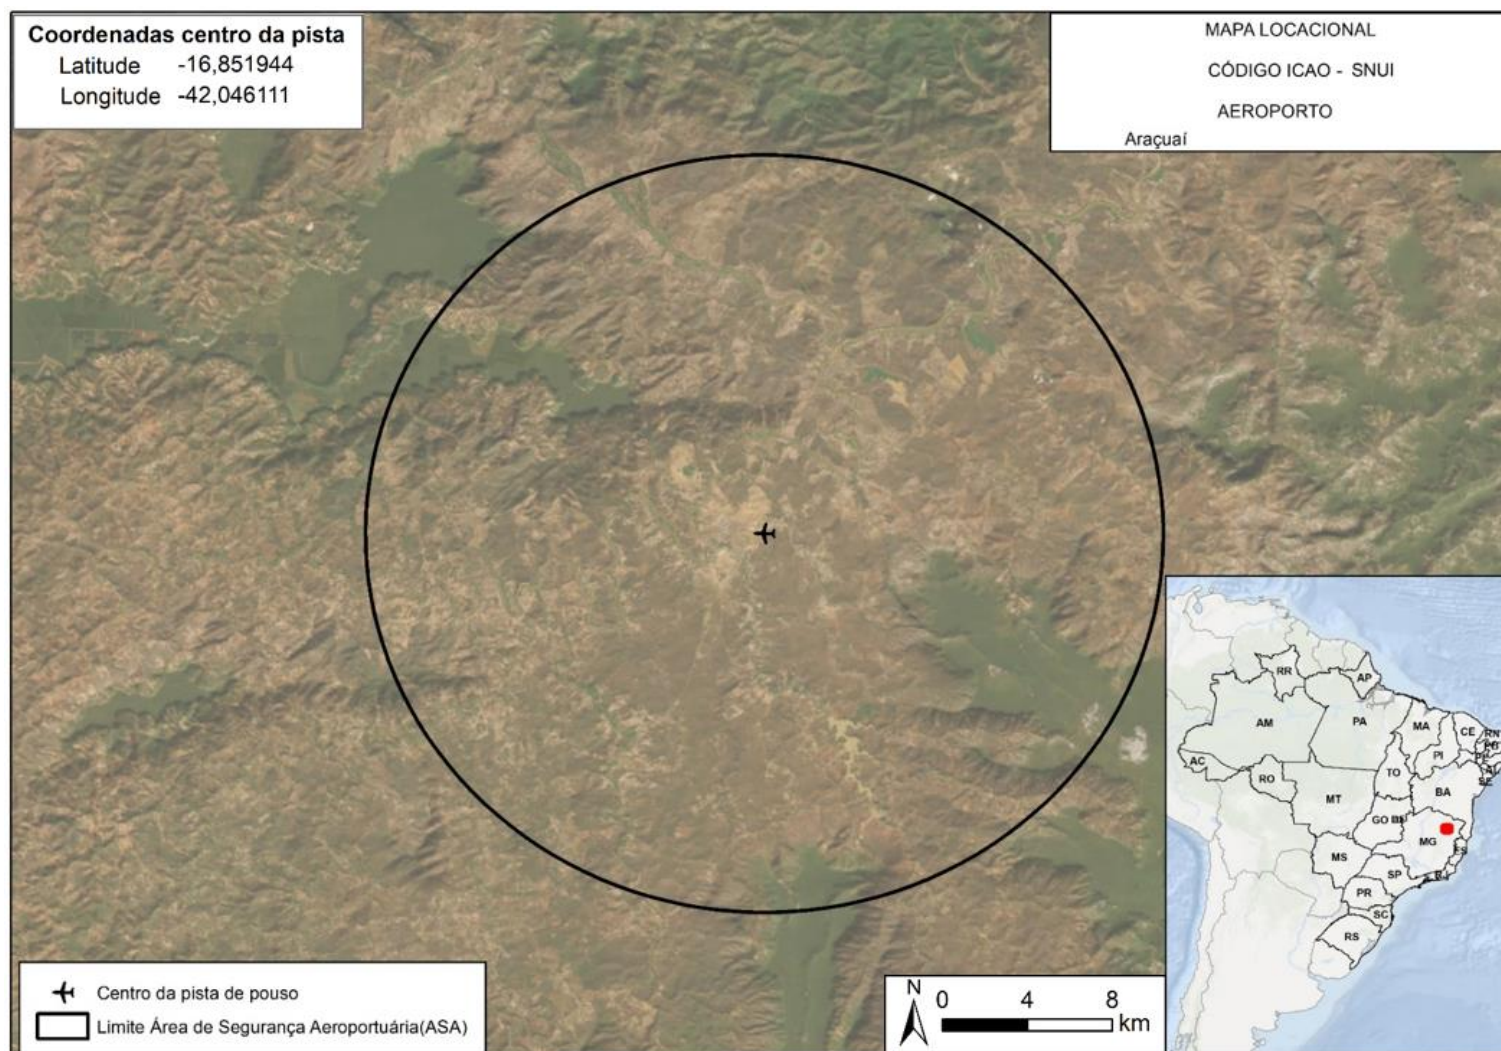 Coordenadas centro da pista
Latitude -16,851944
Longitude -42,046111
MAPA LOCACIONAL
CÓDIGO ICAO - SNUI
AEROPORTO
Araçuaí
RR
AP
AM
PA
MA
CE
RN
PB
PI
PE
AL
AC
RO
TO
SE
BA
MT
GO
MG
ES
MS
SP
RJ
PR
SC
RS
Centro da pista de pouso
Limite Área de Segurança Aeroportuária(ASA)
N
0 4 8
km